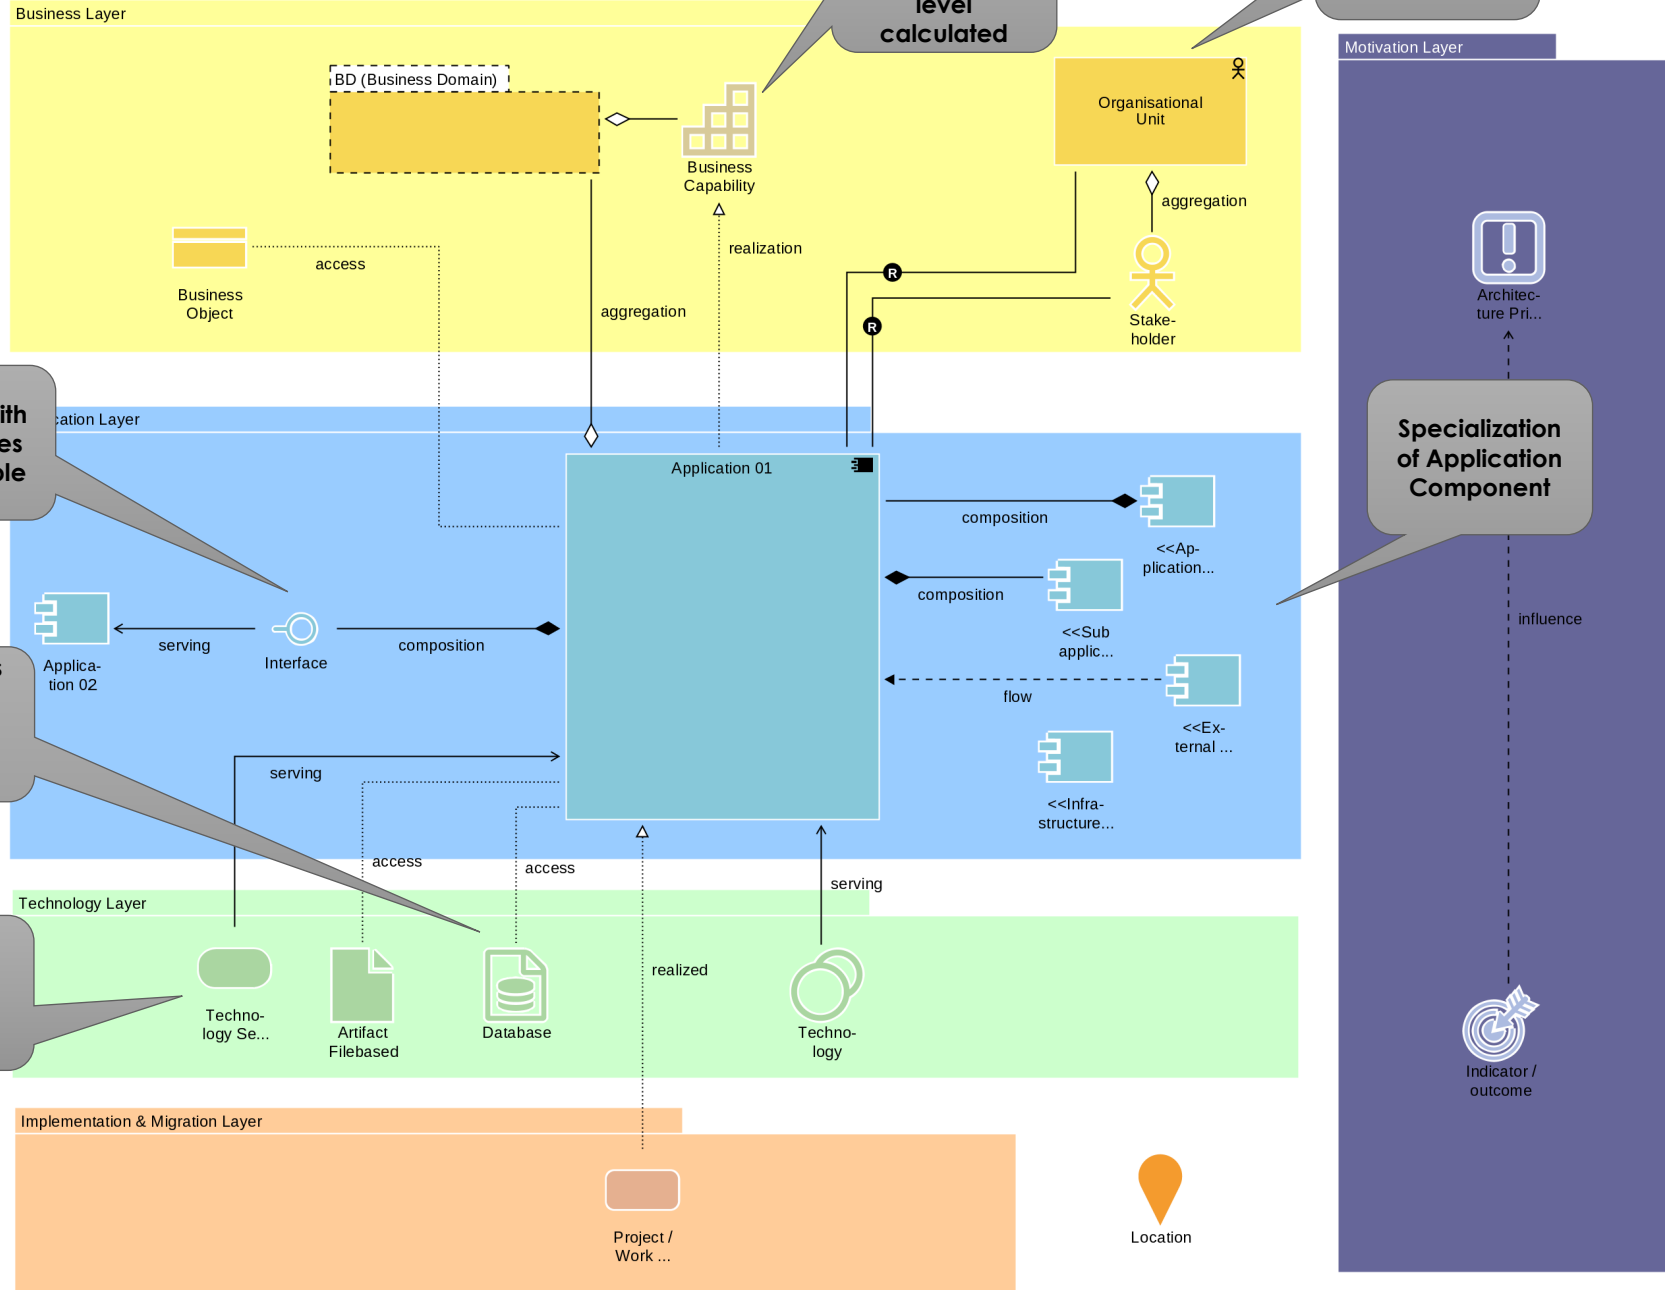 Business Layer
level
calculated
Motivation Layer
BD (Business Domain)
Organisational
Unit
Business
Capability
aggregation
realization
access
R
Business
Object
aggregation
R
Stake-
holder
Architec-
ture Pri...
cation Layer
Application 01
Specialization
of Application
Component
composition
<<Ap-
plication...
composition
<<Sub
applic...
influence
serving
Interface
composition
Applica-
tion 02
flow
<<Ex-
ternal ...
serving
<<Infra-
structure...
access
access
serving
Technology Layer
realized
Techno-
logy Se...
Artifact
Filebased
Database
Techno-
logy
Indicator /
outcome
Implementation & Migration Layer
Project /
Work ...
Location